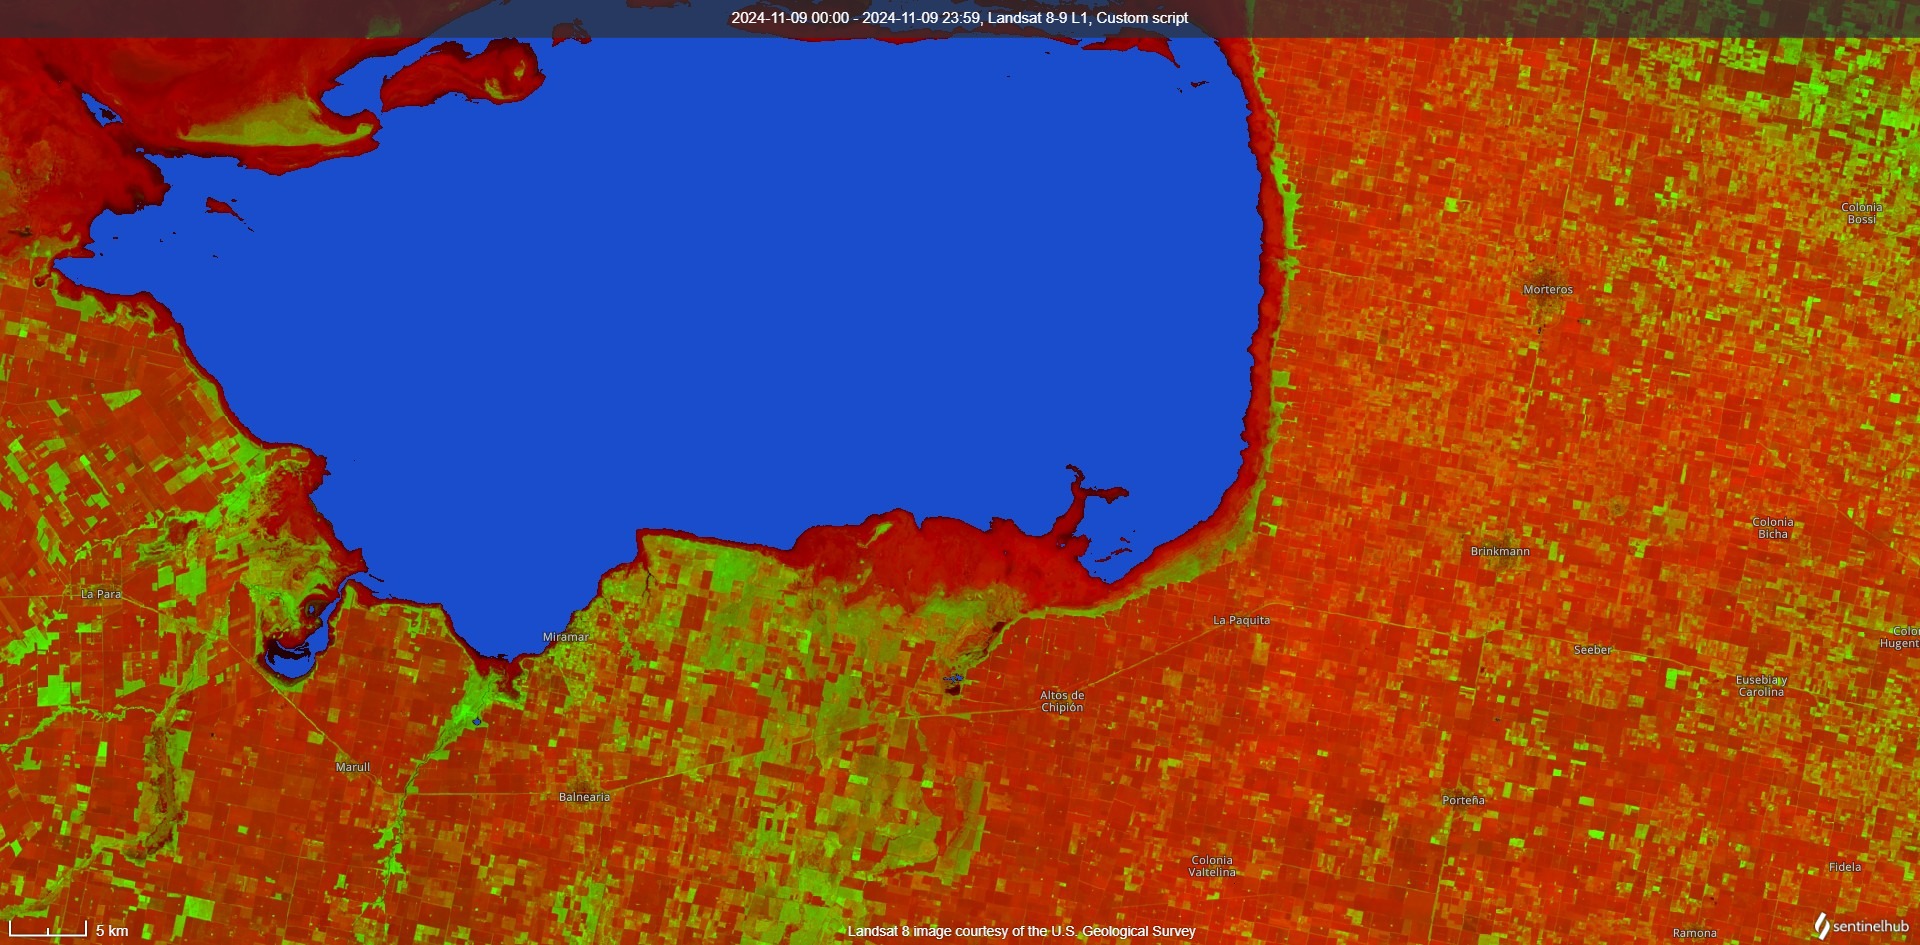 2024-11-09 00:00 - 2024-11-09 23:59, Landsat 8-9 L1, Custom script
Colonia
Bossi
Morteros
Colonia
Bicha
Brinkmann
La Para
La Paquita
Miramar
Seeber
Eusebia y
Carolina
Altos de
Chipión
Marull
Balnearia
Porteña
Colonia
Valtelina
Fidela
5 km
Landsat 8 image courtesy of the U.S. Geological Survey
sentinelhub
Ramona